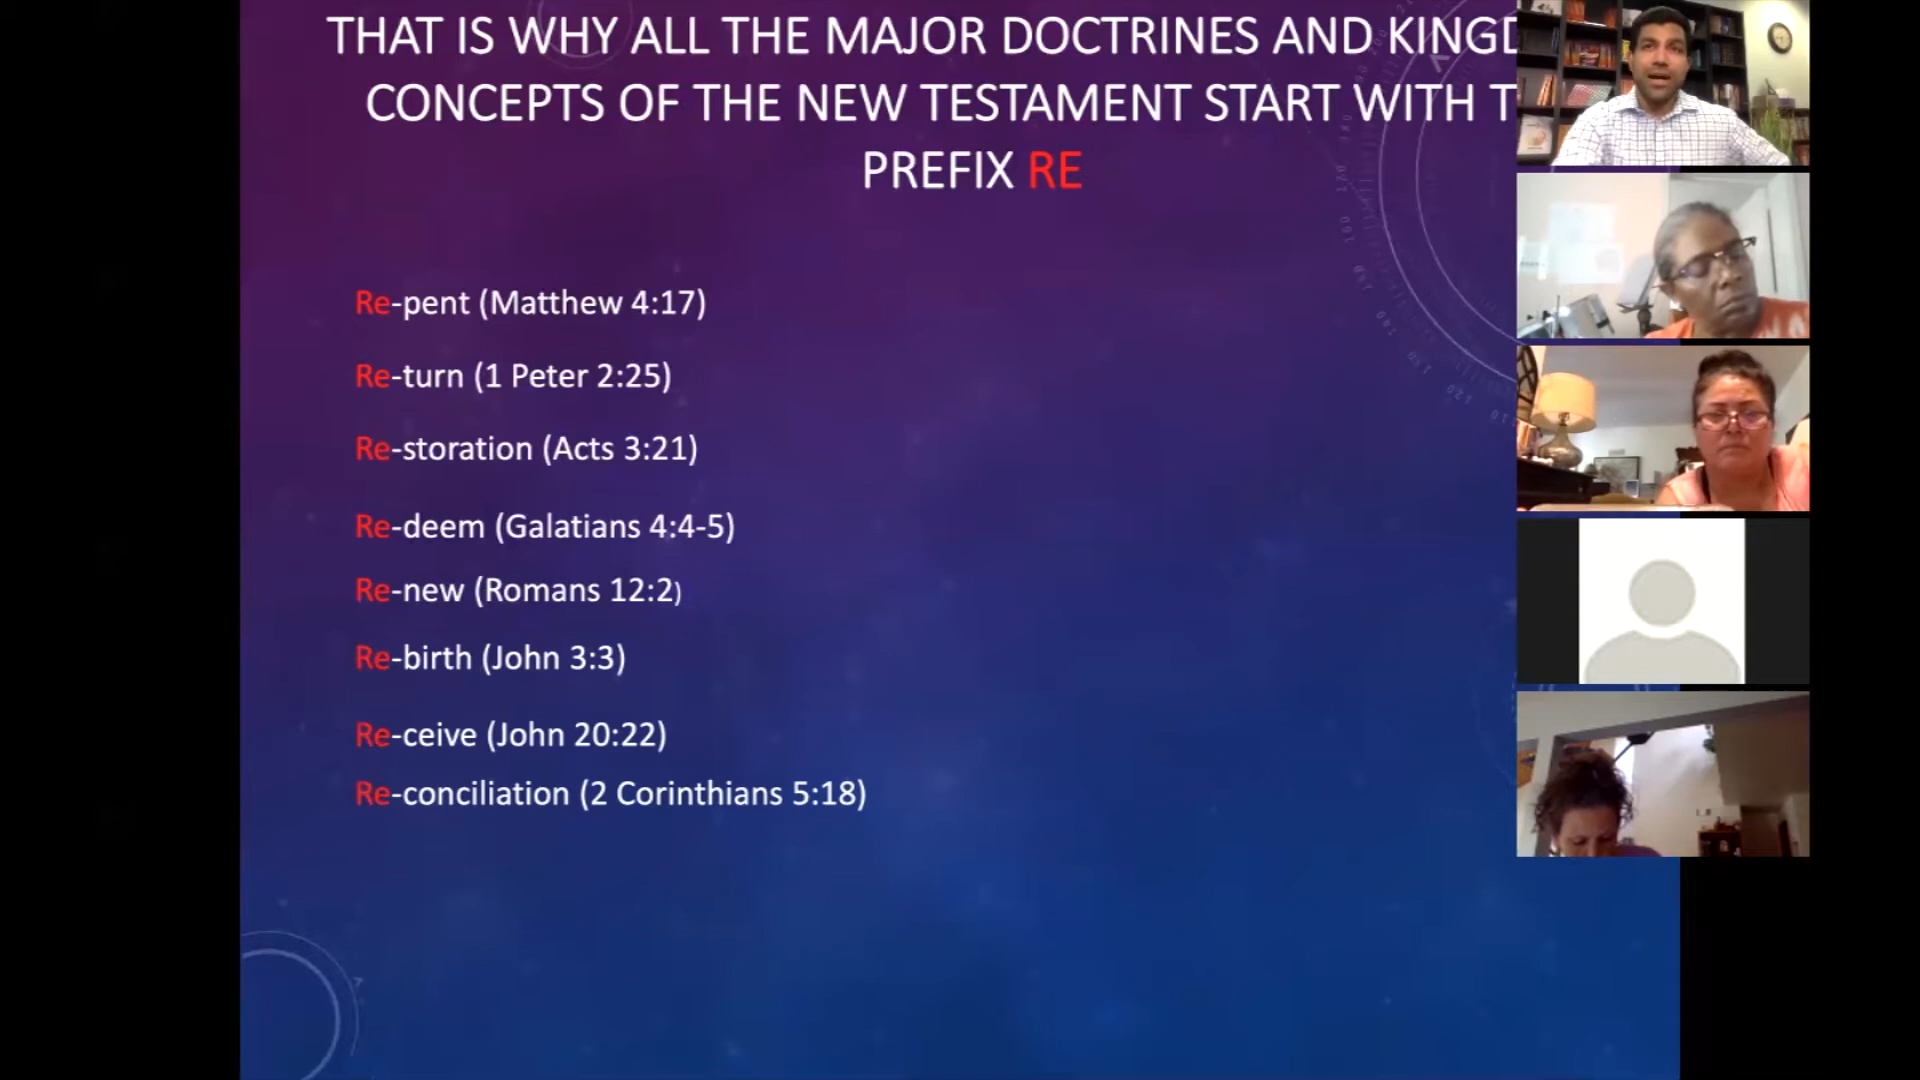 THAT IS WHY ALL THE MAJOR DOCTRINES AND
CONCEPTS OF THE NEW TESTAMENT START WITH
PREFIX RE
Re-pent (Matthew 4:17)
Re-turn (1 Peter 2:25)
Re-storation (Acts 3:21)
Re-deem (Galatians 4:4-5)
Re-new (Romans 12:2)
Re-birth (John 3:3)
Re-ceive (John 20:22)
Re-conciliation (2 Corinthians 5:18)